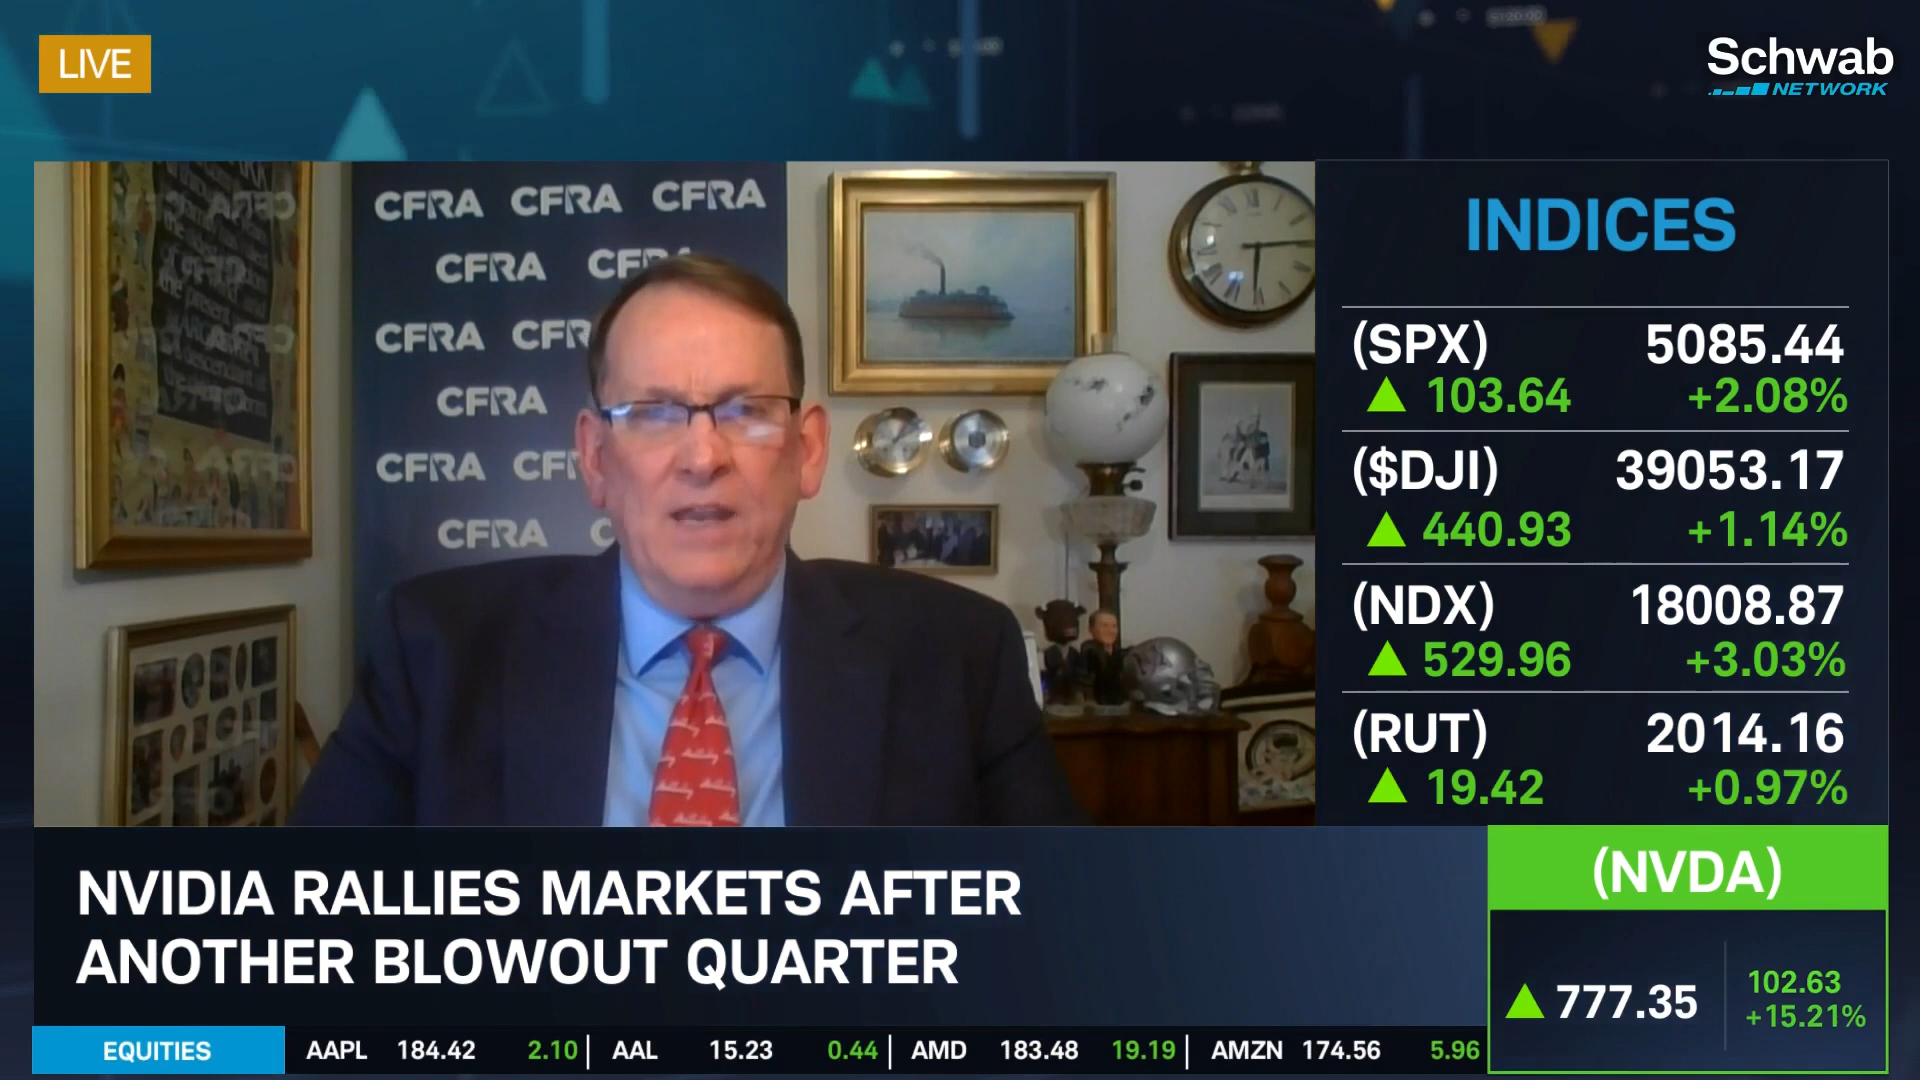 LIVE
Schwab
NETWORK
CFRA CFRA CFRA
CFRA
CFRA
CFRA
CFRA
CFRA
INDICES
(SPX) 5085.44
▲ 103.64 +2.08%
($DJI) 39053.17
▲ 440.93 +1.14%
(NDX) 18008.87
▲ 529.96 +3.03%
(RUT) 2014.16
▲ 19.42 +0.97%
NVIDIA RALLIES MARKETS AFTER
ANOTHER BLOWOUT QUARTER
(NVDA)
▲ 777.35
102.63
+15.21%
EQUITIES
AAPL 184.42 2.10 | AAL 15.23 0.44 | AMD 183.48 19.19 | AMZN 174.56 5.96